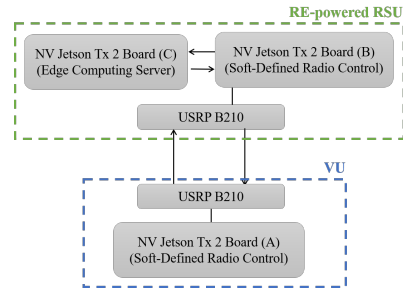 RE-powered RSU
NV Jetson Tx 2 Board (C)
(Edge Computing Server)
NV Jetson Tx 2 Board (B)
(Soft-Defined Radio Control)
USRP B210
VU
USRP B210
NV Jetson Tx 2 Board (A)
(Soft-Defined Radio Control)